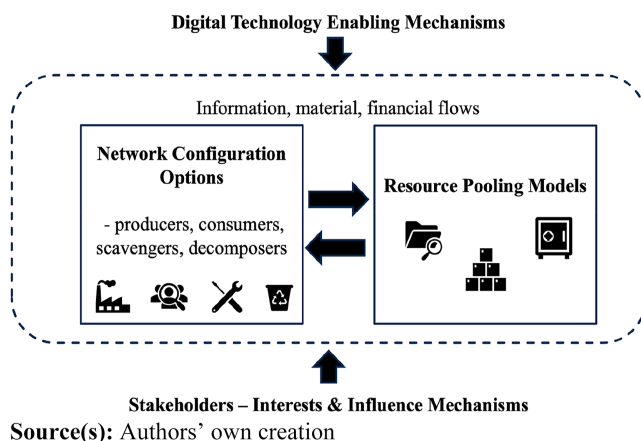 Digital Technology Enabling Mechanisms
Information, material, financial flows
Network Configuration
Options
- producers, consumers,
scavengers, decomposers
Resource Pooling Models
Stakeholders – Interests & Influence Mechanisms
Source(s): Authors' own creation